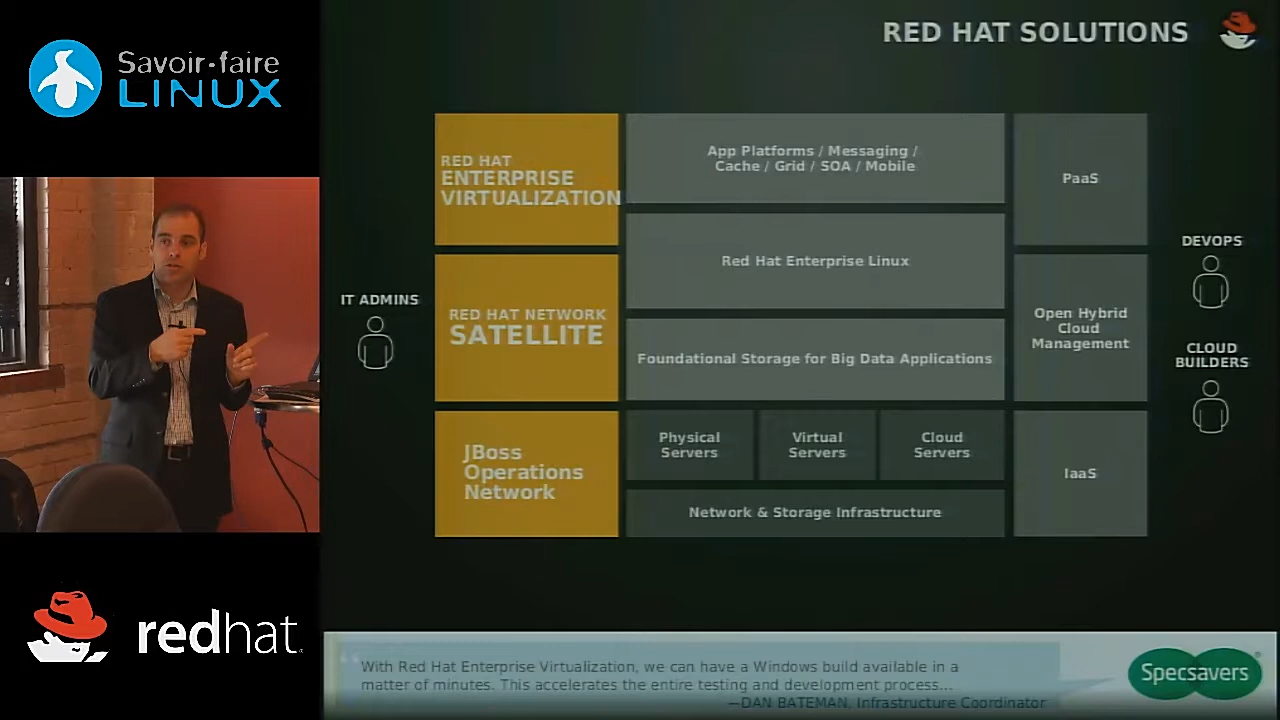 Savoir-faire
LINUX
redhat
RED HAT SOLUTIONS
IT ADMINS
RED HAT
ENTERPRISE
VIRTUALIZATION
RED HAT NETWORK
SATELLITE
JBoss
Operations
Network
App Platforms / Messaging /
Cache / Grid / SOA / Mobile
Red Hat Enterprise Linux
Foundational Storage for Big Data Applications
Physical
Servers
Virtual
Servers
Cloud
Servers
Network & Storage Infrastructure
PaaS
Open Hybrid
Cloud
Management
IaaS
DEVOPS
CLOUD
BUILDERS
With Red Hat Enterprise Virtualization, we can have a Windows build available in a
matter of minutes. This accelerates the entire testing and development process...
—DAN BATEMAN, Infrastructure Coordinator
Specsavers